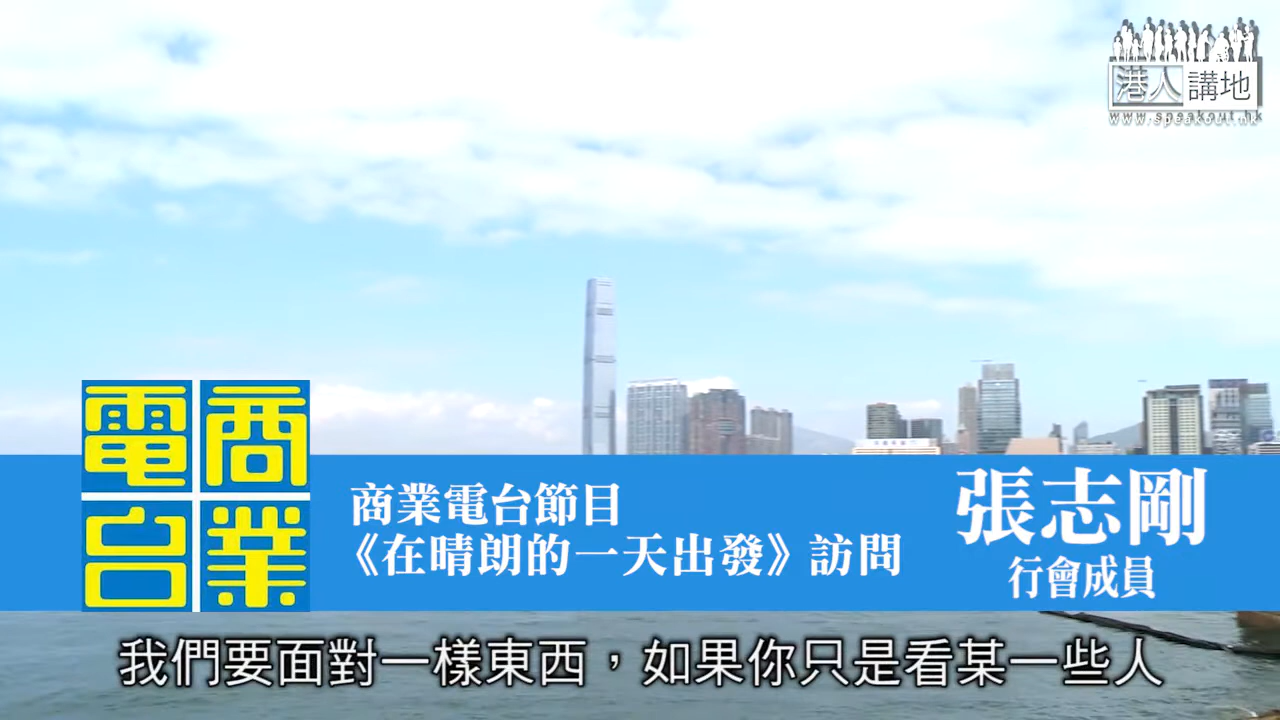 港人講地
www.speakout.hk
商業
電台
商業電台節目
《在晴朗的一天出發》訪問
張志剛
行會成員
我們要面對一樣東西，如果你只是看某一些人